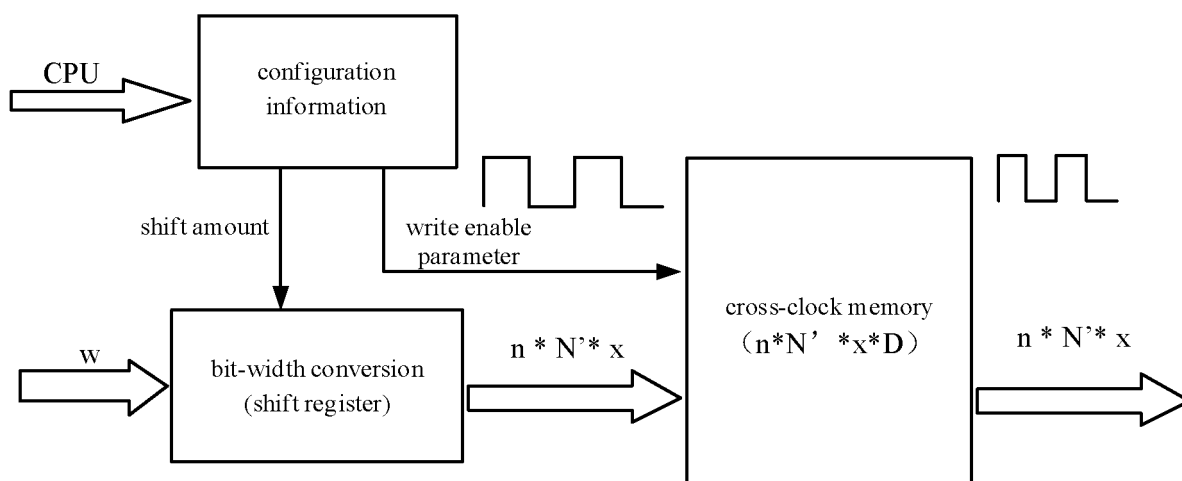 CPU
configuration
information
shift amount
write enable
parameter
w
bit-width conversion
(shift register)
n * N'* x
cross-clock memory
（n*N’ *x*D）
n * N'* x